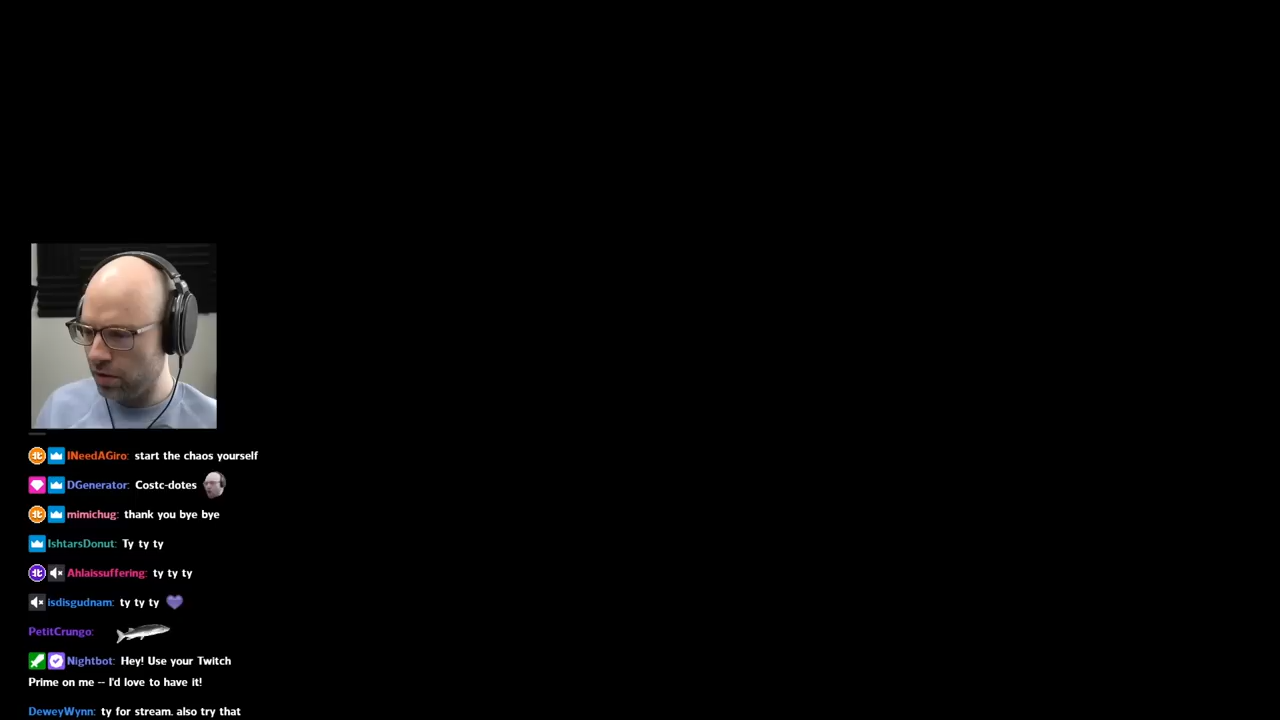 INeedAGiro: start the chaos yourself
DGenerator: Costc-dotes
mimichug: thank you bye bye
IshtarsDonut: Ty ty ty
Ahlaissuffering: ty ty ty
isdisgudnam: ty ty ty
PetitCrungo:
Nightbot: Hey! Use your Twitch
Prime on me -- I'd love to have it!
DeweyWynn: ty for stream. also try that